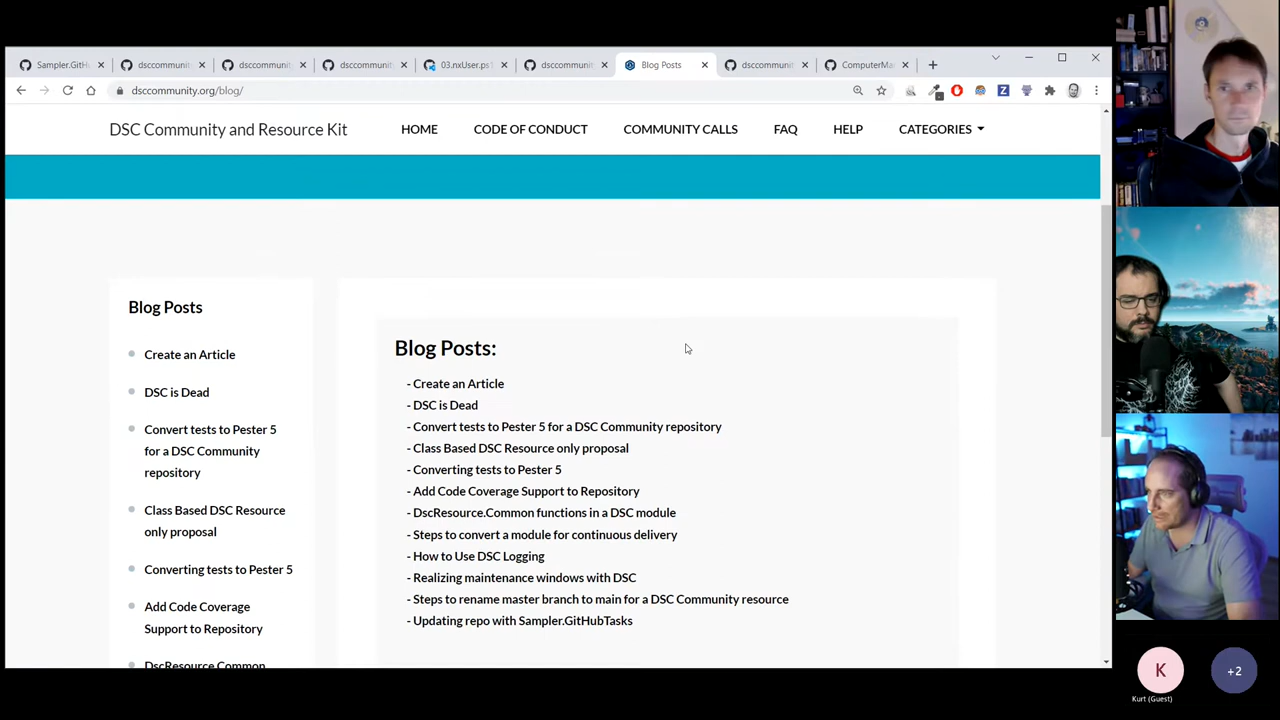 Sampler.GitH
dsccommunity
dsccommunity
dsccommunity
03.nxUser.ps1
dsccommunity
Blog Posts
dsccommunity
ComputerMa
dsccommunity.org/blog/
DSC Community and Resource Kit
HOME
CODE OF CONDUCT
COMMUNITY CALLS
FAQ
HELP
CATEGORIES
Blog Posts
Create an Article
DSC is Dead
Convert tests to Pester 5
for a DSC Community
repository
Class Based DSC Resource
only proposal
Converting tests to Pester 5
Add Code Coverage
Support to Repository
DscResource.Common
Blog Posts:
- Create an Article
- DSC is Dead
- Convert tests to Pester 5 for a DSC Community repository
- Class Based DSC Resource only proposal
- Converting tests to Pester 5
- Add Code Coverage Support to Repository
- DscResource.Common functions in a DSC module
- Steps to convert a module for continuous delivery
- How to Use DSC Logging
- Realizing maintenance windows with DSC
- Steps to rename master branch to main for a DSC Community resource
- Updating repo with Sampler.GitHubTasks
K
Kurt (Guest)
+2